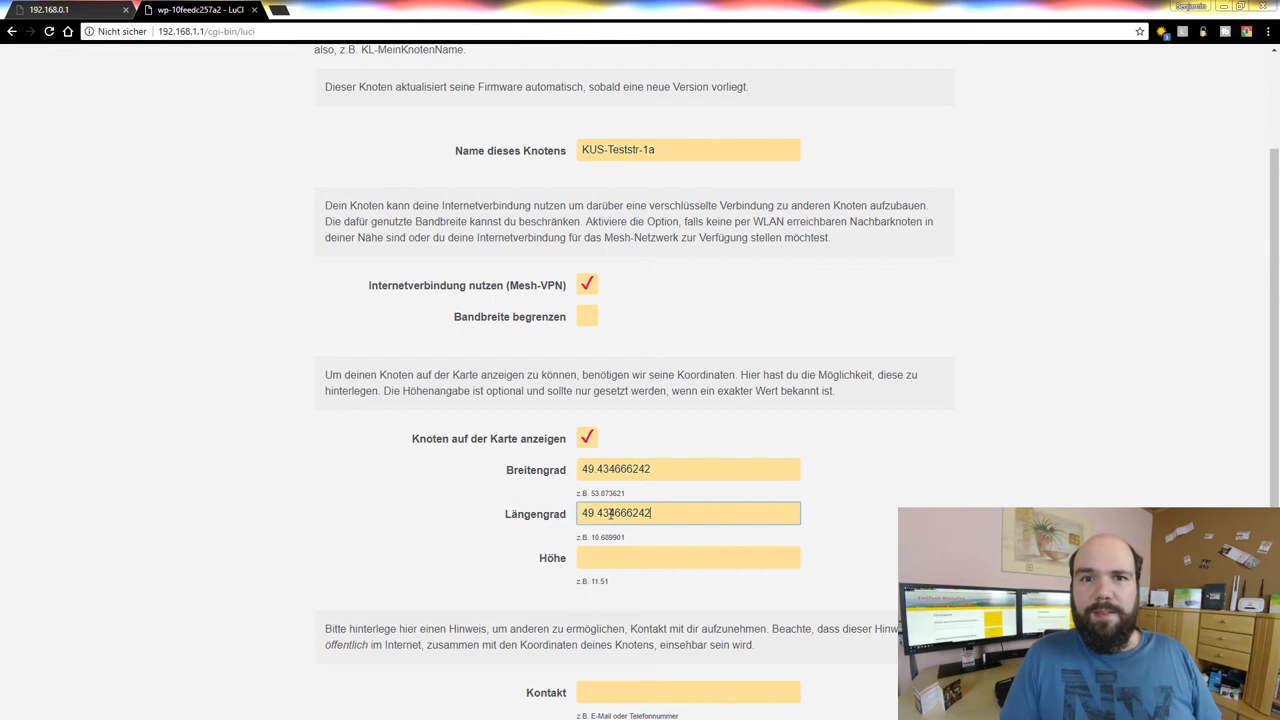 192.168.0.1
wp-10feedc257a2 - LuCI
Benjamin
Nicht sicher
192.168.1.1/cgi-bin/luci
also, z.B. KL-MeinKnotenName.
Dieser Knoten aktualisiert seine Firmware automatisch, sobald eine neue Version vorliegt.
Name dieses Knotens
KUS-Teststr-1a
Dein Knoten kann deine Internetverbindung nutzen um darüber eine verschlüsselte Verbindung zu anderen Knoten aufzubauen.
Die dafür genutzte Bandbreite kannst du beschränken. Aktiviere die Option, falls keine per WLAN erreichbaren Nachbarknoten in
deiner Nähe sind oder du deine Internetverbindung für das Mesh-Netzwerk zur Verfügung stellen möchtest.
Internetverbindung nutzen (Mesh-VPN)
Bandbreite begrenzen
Um deinen Knoten auf der Karte anzeigen zu können, benötigen wir seine Koordinaten. Hier hast du die Möglichkeit, diese zu
hinterlegen. Die Höhenangabe ist optional und sollte nur gesetzt werden, wenn ein exakter Wert bekannt ist.
Knoten auf der Karte anzeigen
Breitengrad
49.434666242
z.B. 53.873621
Längengrad
49.434666242
z.B. 10.689901
Höhe
z.B. 11.51
Bitte hinterlege hier einen Hinweis, um anderen zu ermöglichen, Kontakt mit dir aufzunehmen. Beachte, dass dieser Hinw
öffentlich im Internet, zusammen mit den Koordinaten deines Knotens, einsehbar sein wird.
Kontakt
z.B. E-Mail oder Telefonnummer